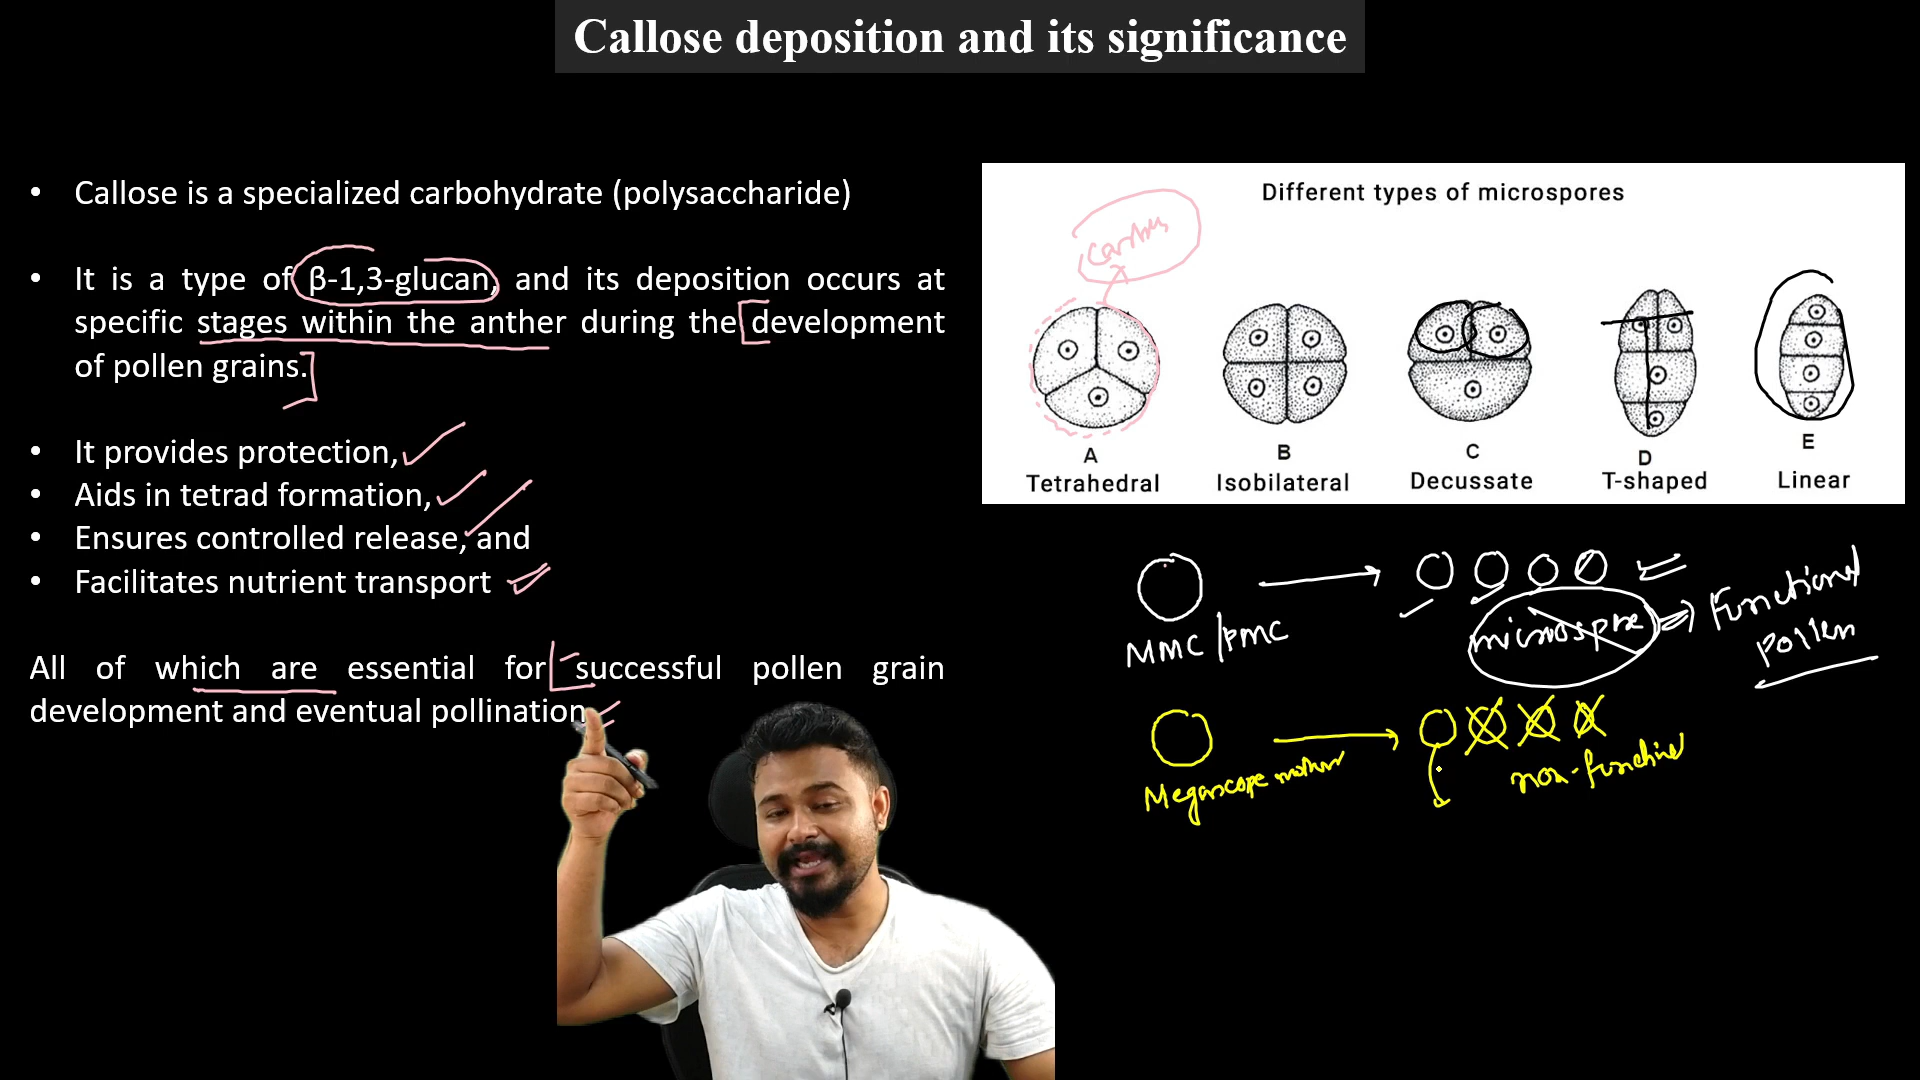 Callose deposition and its significance
• Callose is a specialized carbohydrate (polysaccharide)
• It is a type of β-1,3-glucan, and its deposition occurs at
specific stages within the anther during the development
of pollen grains.
• It provides protection,
• Aids in tetrad formation,
• Ensures controlled release, and
• Facilitates nutrient transport
All of which are essential for successful pollen grain
development and eventual pollination
Different types of microspores
A
B
C
D
E
Tetrahedral
Isobilateral
Decussate
T-shaped
Linear
MMC/PMC
microspre
Functional
pollen
mother
non-